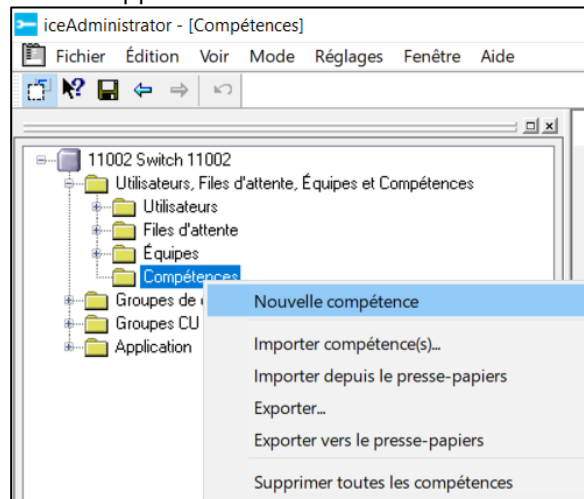 iceAdministrator - [Compétences]
Fichier Édition Voir Mode Réglages Fenêtre Aide
11002 Switch 11002
Utilisateurs, Files d'attente, Équipes et Compétences
Utilisateurs
Files d'attente
Équipes
Compétences
Groupes de
Nouvelle compétence
Groupes CU
Application
Importer compétence(s)...
Importer depuis le presse-papiers
Exporter...
Exporter vers le presse-papiers
Supprimer toutes les compétences